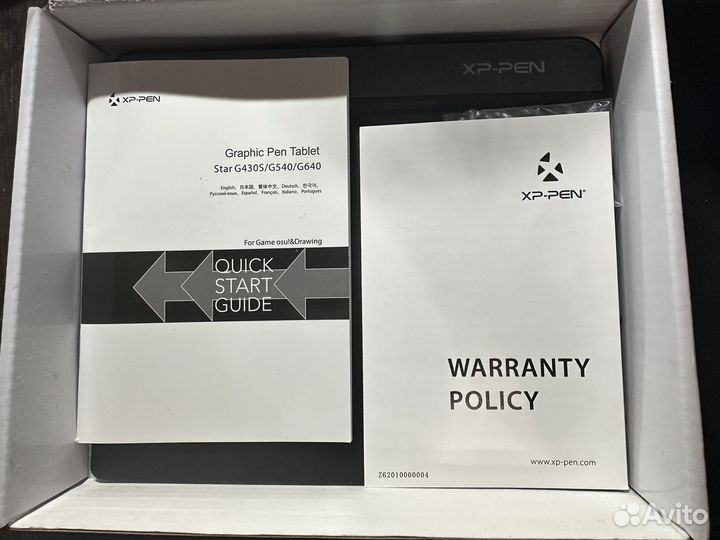 XP-PEN
XP-PEN
Graphic Pen Tablet
Star G430S/G540/G640
English、日本語、繁体中文、Deutsch、한국어、
Русский язык、Español、Français、Italiano、Portugues
For Game osu!&Drawing
QUICK
START
GUIDE
XP-PEN®
WARRANTY
POLICY
www.xp-pen.com
Z62010000004
Avito